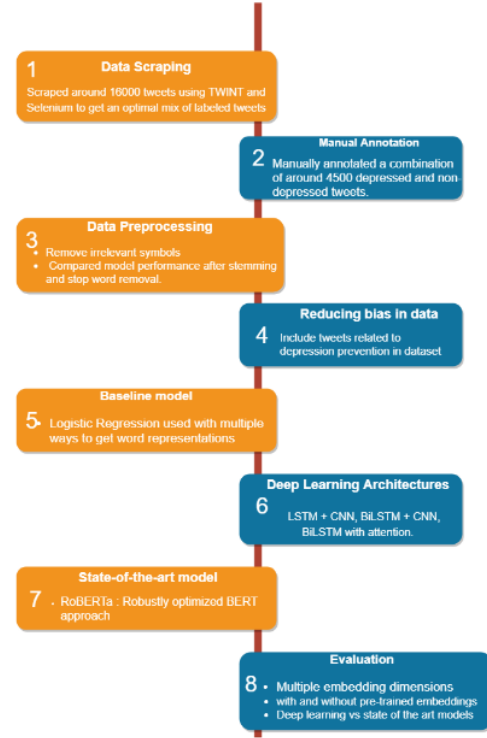 1
Data Scraping
Scraped around 16000 tweets using TWINT and
Selenium to get an optimal mix of labeled tweets
Manual Annotation
2
Manually annotated a combination
of around 4500 depressed and non-
depressed tweets.
Data Preprocessing
3
• Remove irrelevant symbols
• Compared model performance after stemming
and stop word removal.
Reducing bias in data
4
Include tweets related to
depression prevention in dataset
Baseline model
5
• Logistic Regression used with multiple
ways to get word representations
Deep Learning Architectures
6
LSTM + CNN, BiLSTM + CNN,
BiLSTM with attention.
State-of-the-art model
7
• RoBERTa : Robustly optimized BERT
approach
Evaluation
8
• Multiple embedding dimensions
• with and without pre-trained embeddings
• Deep learning vs state of the art models